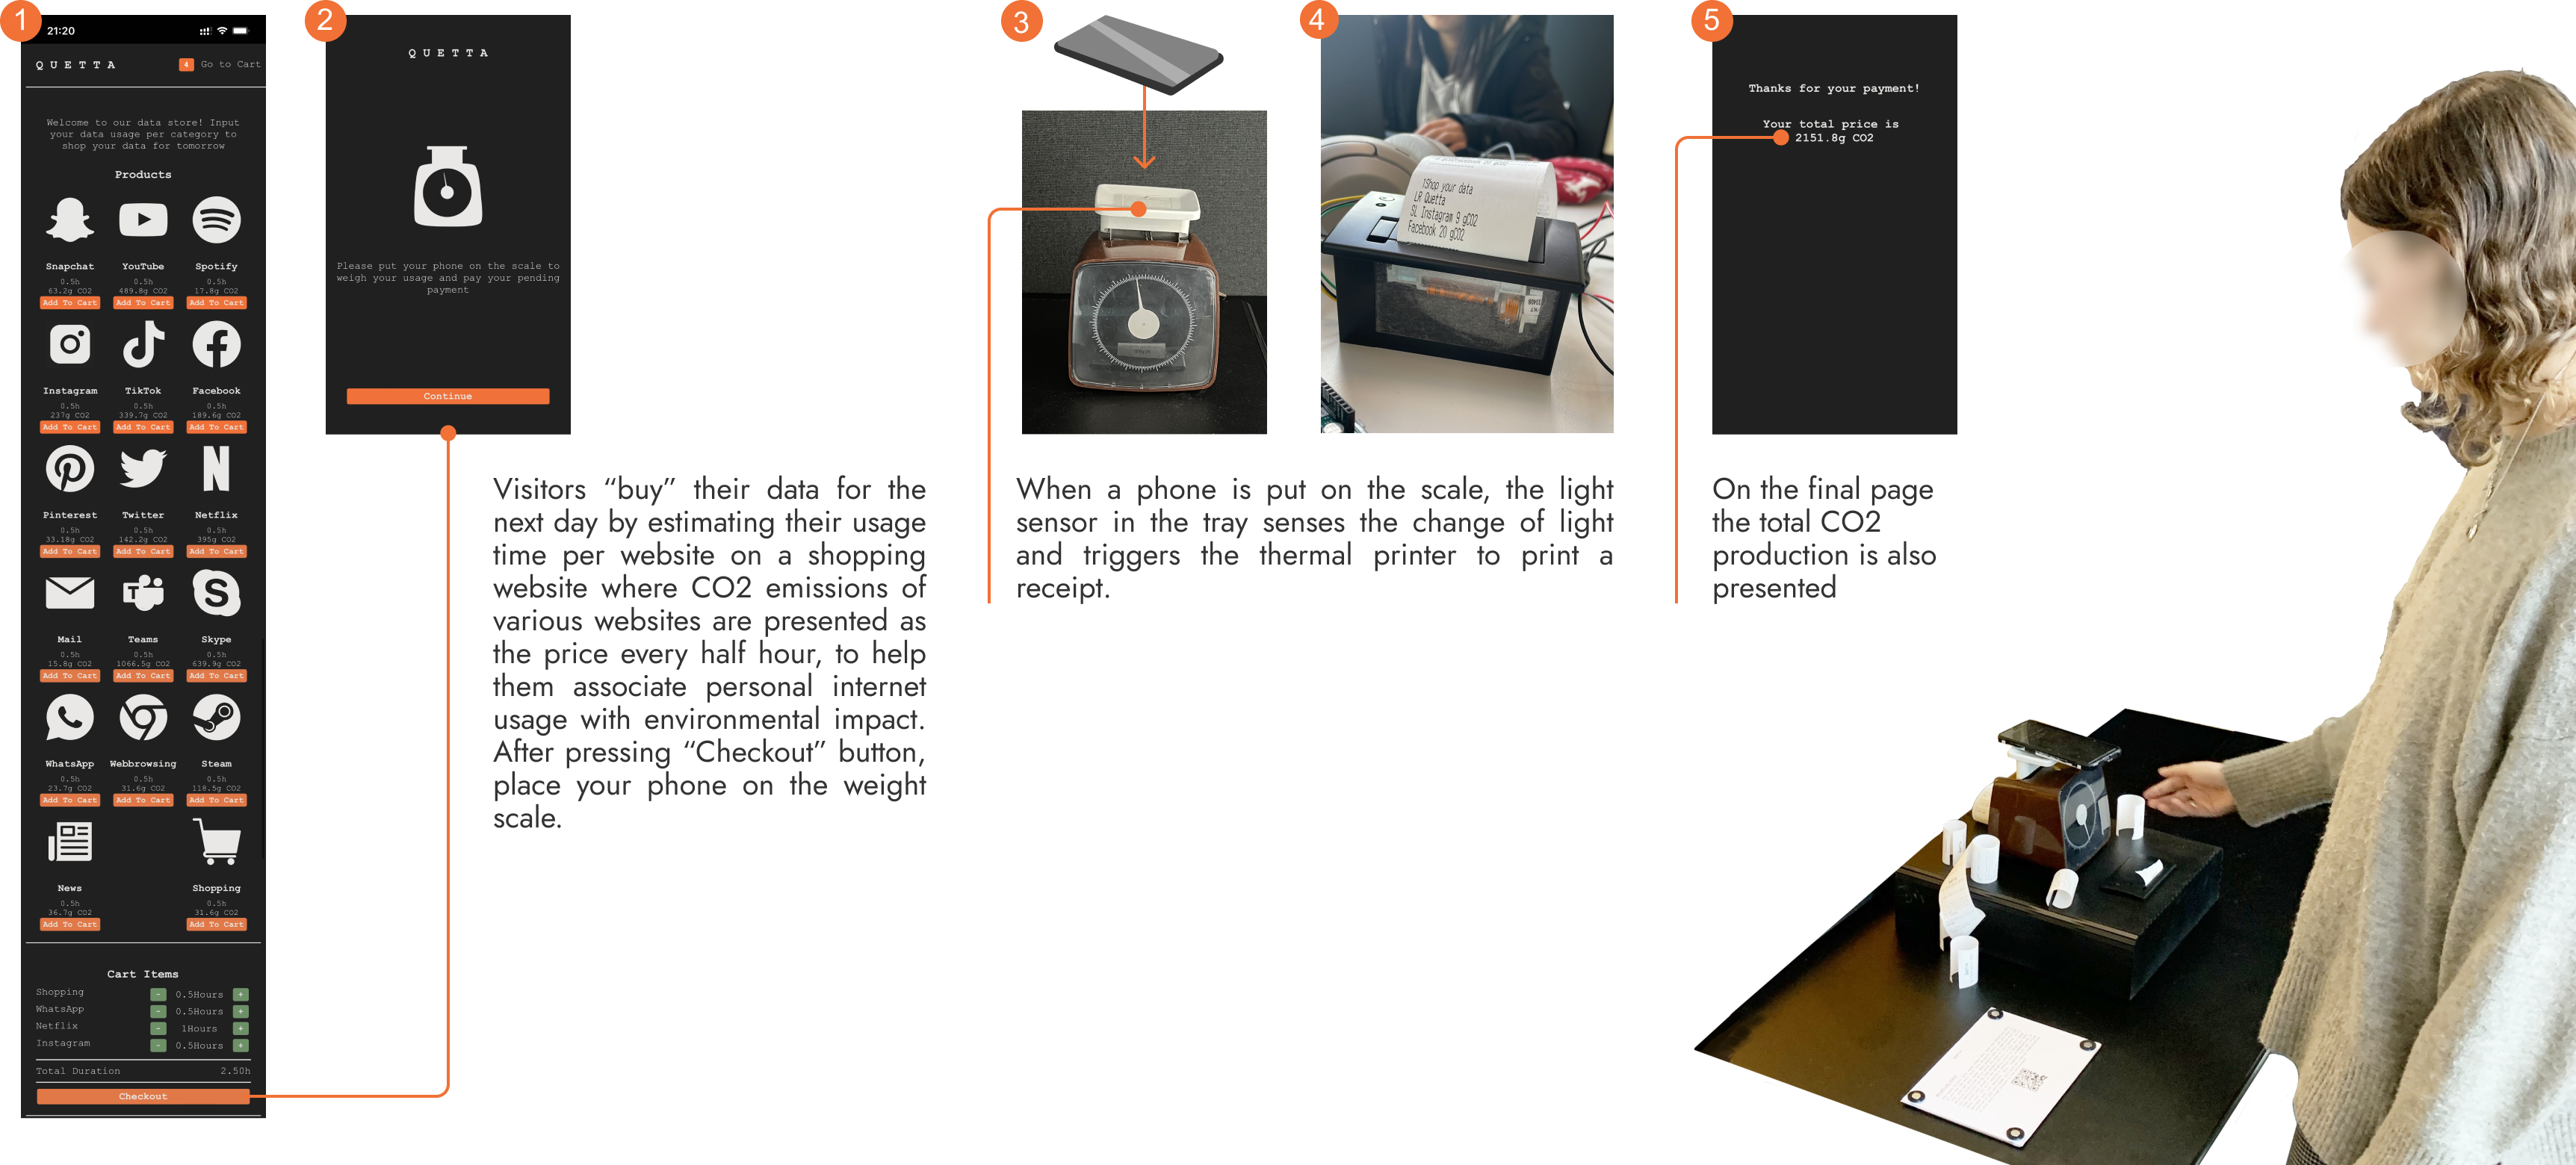 1
21:20
QUETTA
4 Go to Cart
Welcome to our data store! Input
your data usage per category to
shop your data for tomorrow
Products
Snapchat YouTube Spotify
0.5h 0.5h 0.5h
63.2g CO2 489.8g CO2 17.8g CO2
Add To Cart Add To Cart Add To Cart
Instagram TikTok Facebook
0.5h 0.5h 0.5h
237g CO2 339.7g CO2 189.6g CO2
Add To Cart Add To Cart Add To Cart
Pinterest Twitter Netflix
0.5h 0.5h 0.5h
33.18g CO2 142.2g CO2 395g CO2
Add To Cart Add To Cart Add To Cart
Mail Teams Skype
0.5h 0.5h 0.5h
15.8g CO2 1066.5g CO2 639.9g CO2
Add To Cart Add To Cart Add To Cart
WhatsApp Webbrowsing Steam
0.5h 0.5h 0.5h
23.7g CO2 31.6g CO2 118.5g CO2
Add To Cart Add To Cart Add To Cart
News Shopping
0.5h 0.5h
36.7g CO2 31.6g CO2
Add To Cart Add To Cart
Cart Items
Shopping - 0.5Hours +
WhatsApp - 0.5Hours +
Netflix - 1Hours +
Instagram - 0.5Hours +
Total Duration 2.50h
Checkout
2
QUETTA
Please put your phone on the scale to
weigh your usage and pay your pending
payment
Continue
Visitors “buy” their data for the
next day by estimating their usage
time per website on a shopping
website where CO2 emissions of
various websites are presented as
the price every half hour, to help
them associate personal internet
usage with environmental impact.
After pressing “Checkout” button,
place your phone on the weight
scale.
3
4
!Shop your data
LR Quetta
SL Instagram 9 gCO2
Facebook 20 gCO2
When a phone is put on the scale, the light
sensor in the tray senses the change of light
and triggers the thermal printer to print a
receipt.
5
Thanks for your payment!
Your total price is
2151.8g CO2
On the final page
the total CO2
production is also
presented